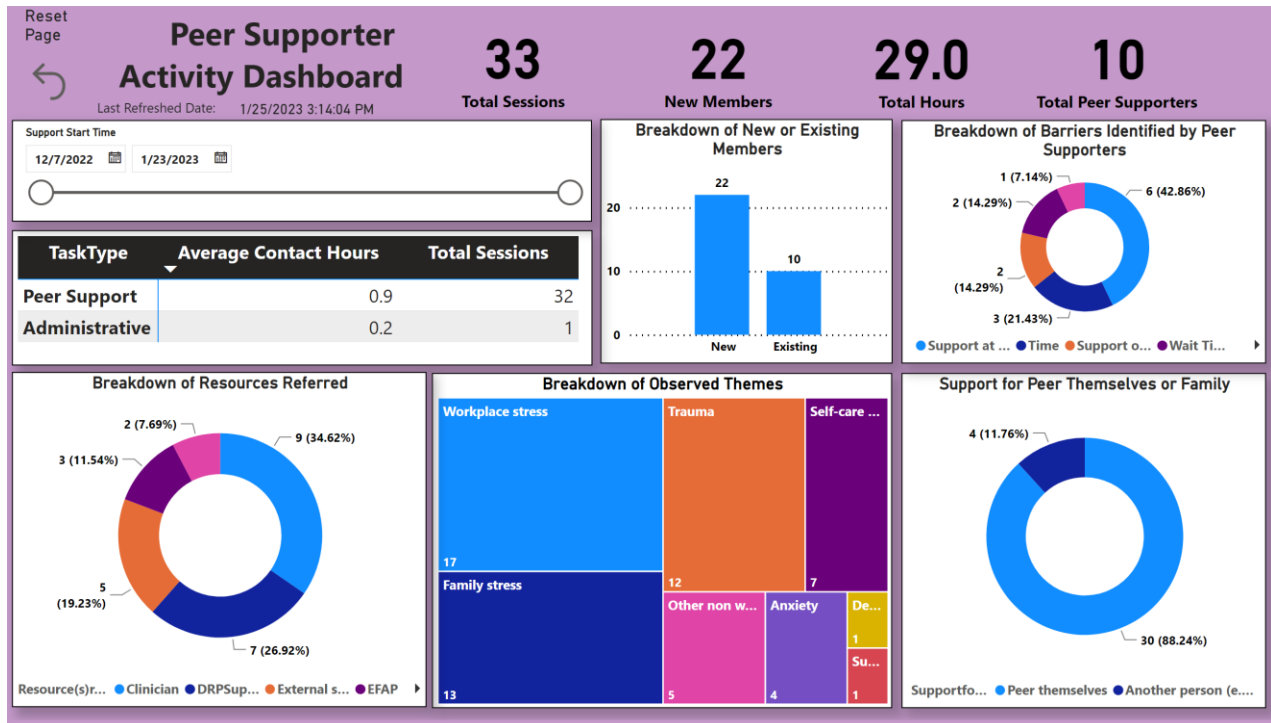 Reset
Page
Peer Supporter
Activity Dashboard
Last Refreshed Date: 1/25/2023 3:14:04 PM
33
Total Sessions
22
New Members
29.0
Total Hours
10
Total Peer Supporters
Support Start Time
12/7/2022 1/23/2023
TaskType Average Contact Hours Total Sessions
Peer Support 0.9 32
Administrative 0.2 1
Breakdown of New or Existing
Members
22
20
10
10
0
New Existing
Breakdown of Barriers Identified by Peer
Supporters
1 (7.14%)
6 (42.86%)
2 (14.29%)
2
(14.29%)
3 (21.43%)
Support at ... Time Support o... Wait Ti...
Breakdown of Resources Referred
2 (7.69%)
9 (34.62%)
3 (11.54%)
5
(19.23%)
7 (26.92%)
Resource(s)r... Clinician DRPSup... External s... EFAP
Breakdown of Observed Themes
Workplace stress
17
Family stress
13
Trauma
12
Self-care ...
7
Other non w...
5
Anxiety
4
De...
1
Su...
1
Support for Peer Themselves or Family
4 (11.76%)
30 (88.24%)
Supportfo... Peer themselves Another person (e....